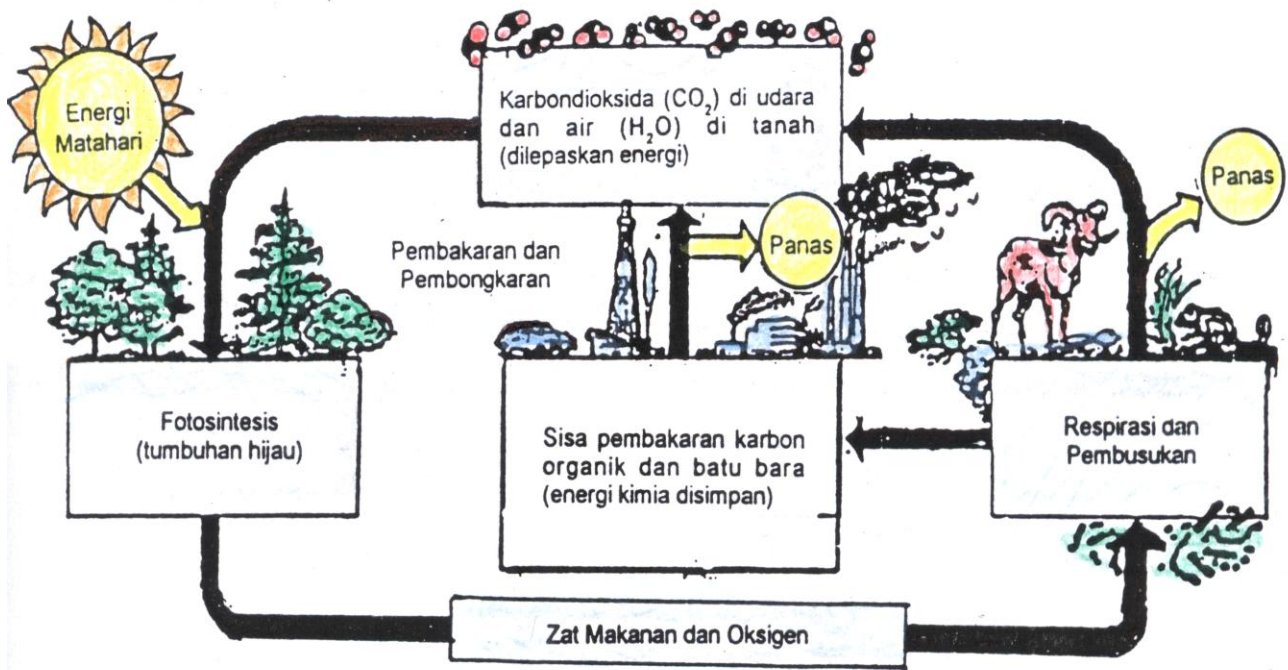 Energi
Matahari
Karbondioksida (CO₂) di udara
dan air (H₂O) di tanah
(dilepaskan energi)
Panas
Pembakaran dan
Pembongkaran
Panas
Fotosintesis
(tumbuhan hijau)
Sisa pembakaran karbon
organik dan batu bara
(energi kimia disimpan)
Respirasi dan
Pembusukan
Zat Makanan dan Oksigen